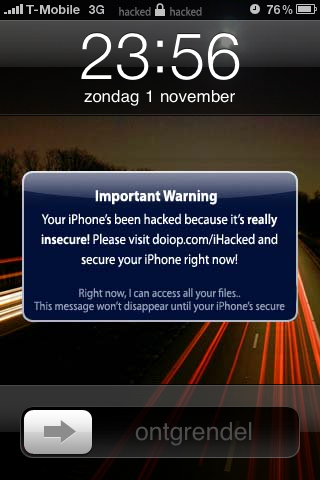 T-Mobile 3G hacked hacked 76%
23:56
zondag 1 november
Important Warning
Your iPhone's been hacked because it's really
insecure! Please visit doiop.com/iHacked and
secure your iPhone right now!
Right now, I can access all your files..
This message won't disappear until your iPhone's secure
ontgrendel